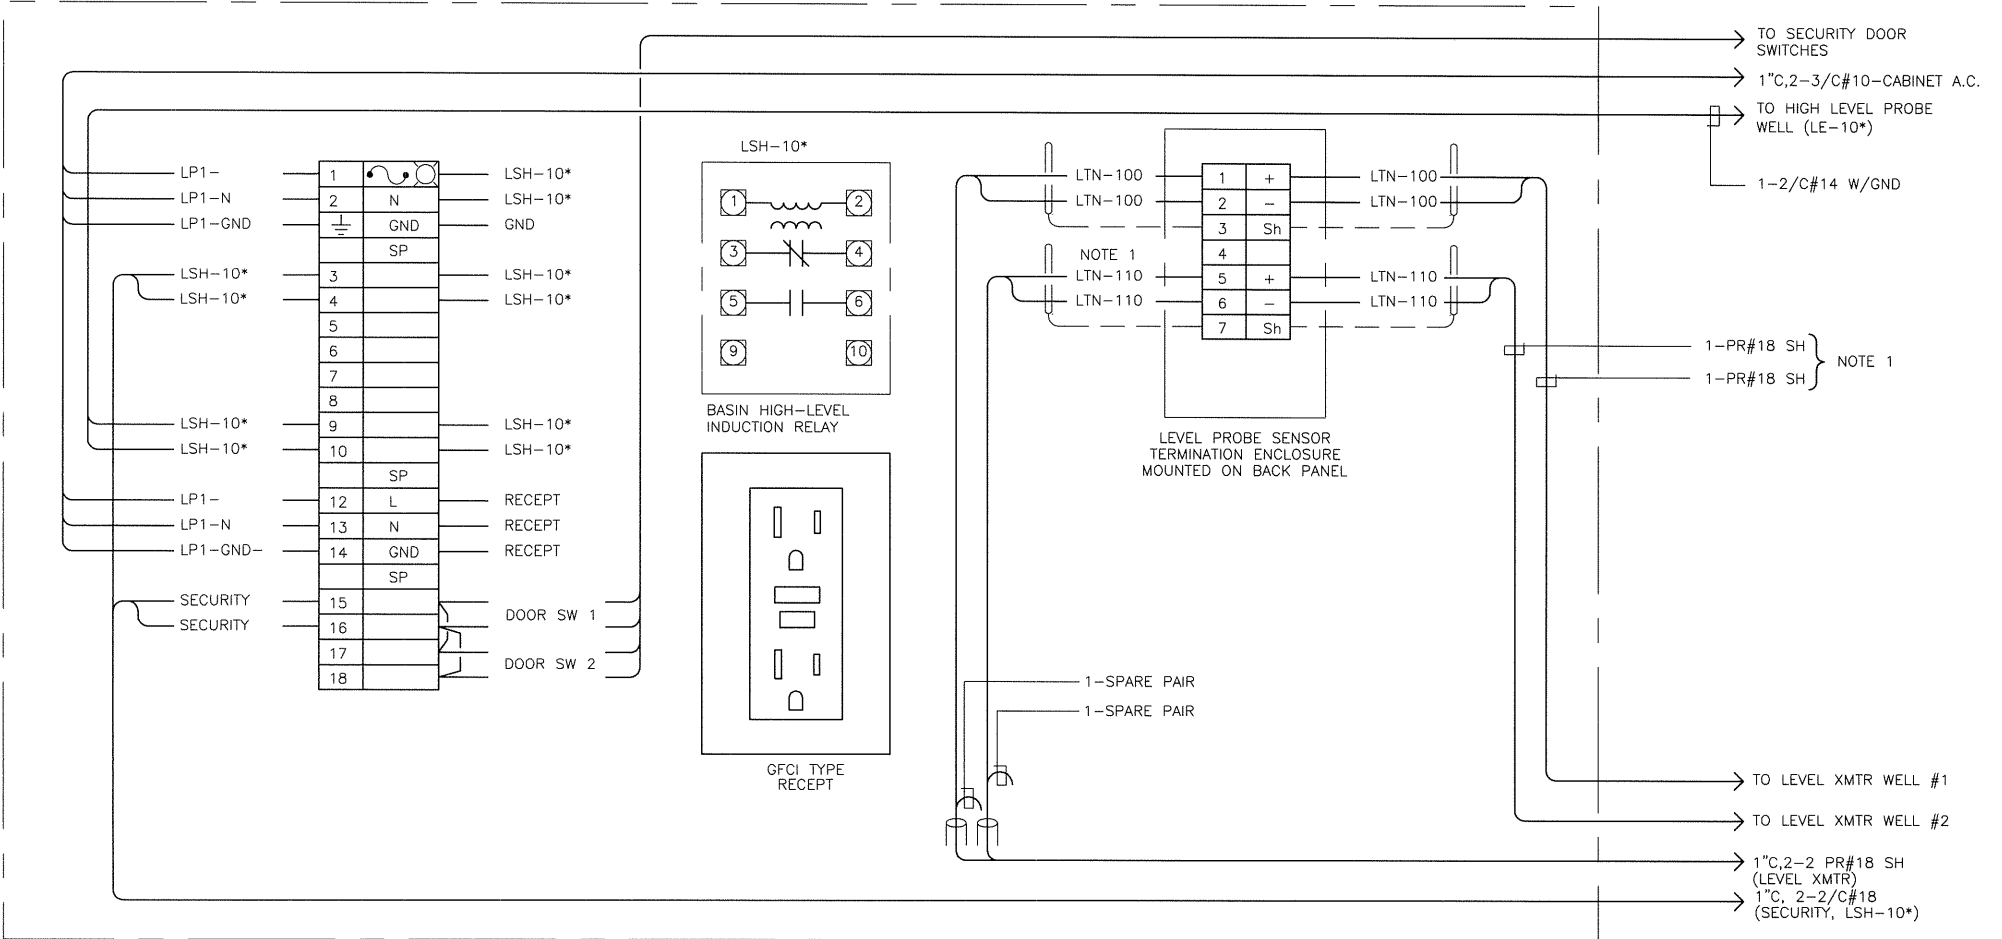 TO SECURITY DOOR
SWITCHES
1"C,2-3/C#10-CABINET A.C.
TO HIGH LEVEL PROBE
WELL (LE-10*)
1-2/C#14 W/GND
LP1- 1 LSH-10*
LP1-N 2 N LSH-10*
LP1-GND GND GND
SP
LSH-10* 3 LSH-10*
LSH-10* 4 LSH-10*
5
6
7
8
LSH-10* 9 LSH-10*
LSH-10* 10 LSH-10*
SP
LP1- 12 L RECEPT
LP1-N 13 N RECEPT
LP1-GND- 14 GND RECEPT
SP
SECURITY 15
DOOR SW 1
SECURITY 16
17
DOOR SW 2
18
LSH-10*
1 2
3 4
5 6
9 10
BASIN HIGH-LEVEL
INDUCTION RELAY
GFCI TYPE
RECEPT
LTN-100 1 + LTN-100
LTN-100 2 - LTN-100
3 Sh
NOTE 1 4
LTN-110 5 + LTN-110
LTN-110 6 - LTN-110
7 Sh
LEVEL PROBE SENSOR
TERMINATION ENCLOSURE
MOUNTED ON BACK PANEL
1-PR#18 SH
NOTE 1
1-PR#18 SH
1-SPARE PAIR
1-SPARE PAIR
TO LEVEL XMTR WELL #1
TO LEVEL XMTR WELL #2
1"C,2-2 PR#18 SH
(LEVEL XMTR)
1"C, 2-2/C#18
(SECURITY, LSH-10*)